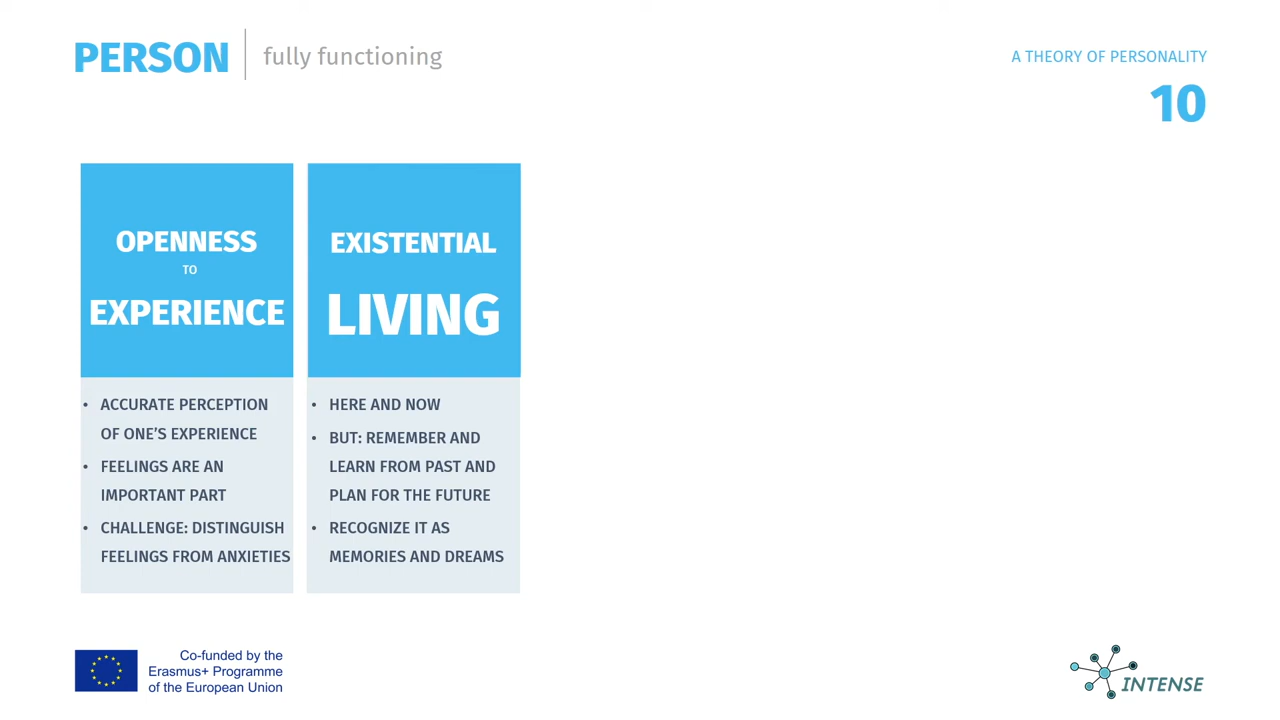 PERSON
fully functioning
A THEORY OF PERSONALITY
10
OPENNESS
TO
EXPERIENCE
• ACCURATE PERCEPTION
OF ONE'S EXPERIENCE
• FEELINGS ARE AN
IMPORTANT PART
• CHALLENGE: DISTINGUISH
FEELINGS FROM ANXIETIES
EXISTENTIAL
LIVING
• HERE AND NOW
• BUT: REMEMBER AND
LEARN FROM PAST AND
PLAN FOR THE FUTURE
• RECOGNIZE IT AS
MEMORIES AND DREAMS
Co-funded by the
Erasmus+ Programme
of the European Union
INTENSE